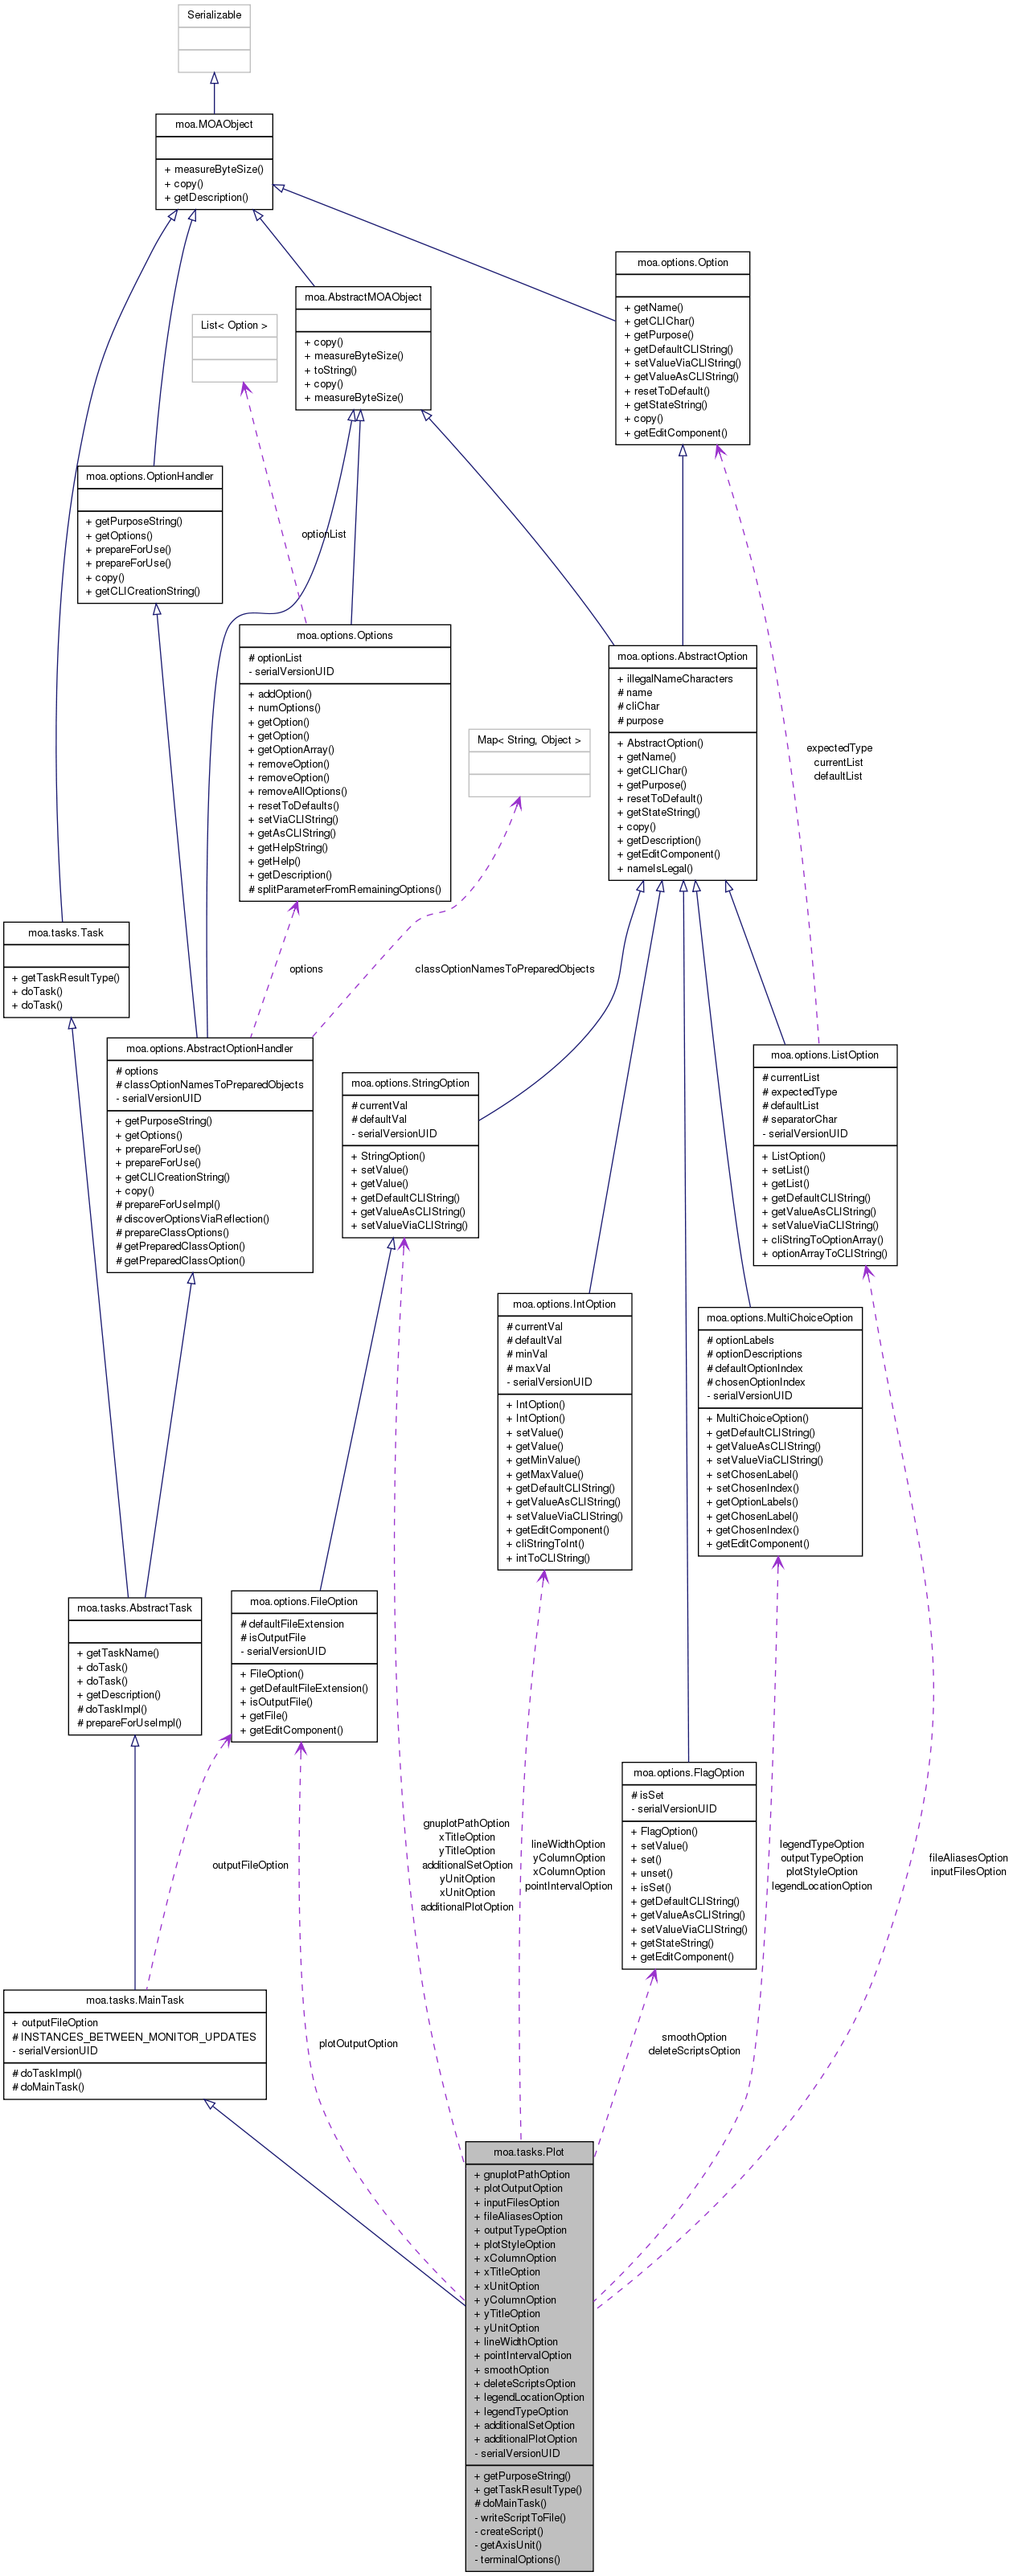 Serializable
moa.MOAObject
+ measureByteSize()
+ copy()
+ getDescription()
moa.options.Option
+ getName()
+ getCLIChar()
+ getPurpose()
+ getDefaultCLIString()
+ setValueViaCLIString()
+ getValueAsCLIString()
+ resetToDefault()
+ getStateString()
+ copy()
+ getEditComponent()
moa.AbstractMOAObject
+ copy()
+ measureByteSize()
+ toString()
+ copy()
+ measureByteSize()
List< Option >
moa.options.OptionHandler
+ getPurposeString()
+ getOptions()
+ prepareForUse()
+ prepareForUse()
+ copy()
+ getCLICreationString()
optionList
moa.options.Options
# optionList
- serialVersionUID
+ addOption()
+ numOptions()
+ getOption()
+ getOption()
+ getOptionArray()
+ removeOption()
+ removeOption()
+ removeAllOptions()
+ resetToDefaults()
+ setViaCLIString()
+ getAsCLIString()
+ getHelpString()
+ getHelp()
+ getDescription()
# splitParameterFromRemainingOptions()
moa.options.AbstractOption
+ illegalNameCharacters
# name
# cliChar
# purpose
+ AbstractOption()
+ getName()
+ getCLIChar()
+ getPurpose()
+ resetToDefault()
+ getStateString()
+ copy()
+ getDescription()
+ getEditComponent()
+ nameIsLegal()
Map< String, Object >
expectedType
currentList
defaultList
moa.tasks.Task
+ getTaskResultType()
+ doTask()
+ doTask()
options
classOptionNamesToPreparedObjects
moa.options.AbstractOptionHandler
# options
# classOptionNamesToPreparedObjects
- serialVersionUID
+ getPurposeString()
+ getOptions()
+ prepareForUse()
+ prepareForUse()
+ getCLICreationString()
+ copy()
# prepareForUseImpl()
# discoverOptionsViaReflection()
# prepareClassOptions()
# getPreparedClassOption()
# getPreparedClassOption()
moa.options.StringOption
# currentVal
# defaultVal
- serialVersionUID
+ StringOption()
+ setValue()
+ getValue()
+ getDefaultCLIString()
+ getValueAsCLIString()
+ setValueViaCLIString()
moa.options.ListOption
# currentList
# expectedType
# defaultList
# separatorChar
- serialVersionUID
+ ListOption()
+ setList()
+ getList()
+ getDefaultCLIString()
+ getValueAsCLIString()
+ setValueViaCLIString()
+ cliStringToOptionArray()
+ optionArrayToCLIString()
moa.options.IntOption
# currentVal
# defaultVal
# minVal
# maxVal
- serialVersionUID
+ IntOption()
+ IntOption()
+ setValue()
+ getValue()
+ getMinValue()
+ getMaxValue()
+ getDefaultCLIString()
+ getValueAsCLIString()
+ setValueViaCLIString()
+ getEditComponent()
+ cliStringToInt()
+ intToCLIString()
moa.options.MultiChoiceOption
# optionLabels
# optionDescriptions
# defaultOptionIndex
# chosenOptionIndex
- serialVersionUID
+ MultiChoiceOption()
+ getDefaultCLIString()
+ getValueAsCLIString()
+ setValueViaCLIString()
+ setChosenLabel()
+ setChosenIndex()
+ getOptionLabels()
+ getChosenLabel()
+ getChosenIndex()
+ getEditComponent()
moa.tasks.AbstractTask
+ getTaskName()
+ doTask()
+ doTask()
+ getDescription()
# doTaskImpl()
# prepareForUseImpl()
moa.options.FileOption
# defaultFileExtension
# isOutputFile
- serialVersionUID
+ FileOption()
+ getDefaultFileExtension()
+ isOutputFile()
+ getFile()
+ getEditComponent()
moa.options.FlagOption
# isSet
- serialVersionUID
+ FlagOption()
+ setValue()
+ set()
+ unset()
+ isSet()
+ getDefaultCLIString()
+ getValueAsCLIString()
+ setValueViaCLIString()
+ getStateString()
+ getEditComponent()
outputFileOption
gnuplotPathOption
xTitleOption
yTitleOption
additionalSetOption
yUnitOption
xUnitOption
additionalPlotOption
lineWidthOption
yColumnOption
xColumnOption
pointIntervalOption
legendTypeOption
outputTypeOption
plotStyleOption
legendLocationOption
fileAliasesOption
inputFilesOption
moa.tasks.MainTask
+ outputFileOption
# INSTANCES_BETWEEN_MONITOR_UPDATES
- serialVersionUID
# doTaskImpl()
# doMainTask()
plotOutputOption
smoothOption
deleteScriptsOption
moa.tasks.Plot
+ gnuplotPathOption
+ plotOutputOption
+ inputFilesOption
+ fileAliasesOption
+ outputTypeOption
+ plotStyleOption
+ xColumnOption
+ xTitleOption
+ xUnitOption
+ yColumnOption
+ yTitleOption
+ yUnitOption
+ lineWidthOption
+ pointIntervalOption
+ smoothOption
+ deleteScriptsOption
+ legendLocationOption
+ legendTypeOption
+ additionalSetOption
+ additionalPlotOption
- serialVersionUID
+ getPurposeString()
+ getTaskResultType()
# doMainTask()
- writeScriptToFile()
- createScript()
- getAxisUnit()
- terminalOptions()